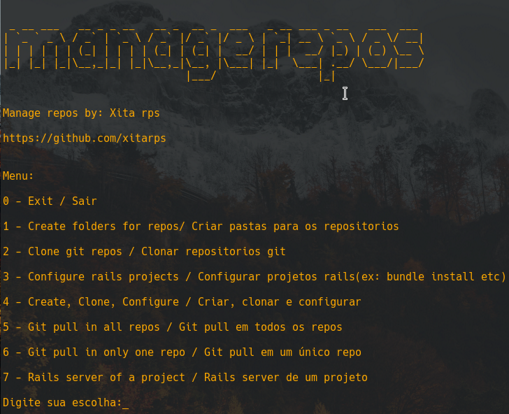 manage repos
Manage repos by: Xita rps
https://github.com/xitarps
Menu:
0 - Exit / Sair
1 - Create folders for repos/ Criar pastas para os repositorios
2 - Clone git repos / Clonar repositorios git
3 - Configure rails projects / Configurar projetos rails(ex: bundle install etc)
4 - Create, Clone, Configure / Criar, clonar e configurar
5 - Git pull in all repos / Git pull em todos os repos
6 - Git pull in only one repo / Git pull em um único repo
7 - Rails server of a project / Rails server de um projeto
Digite sua escolha:_